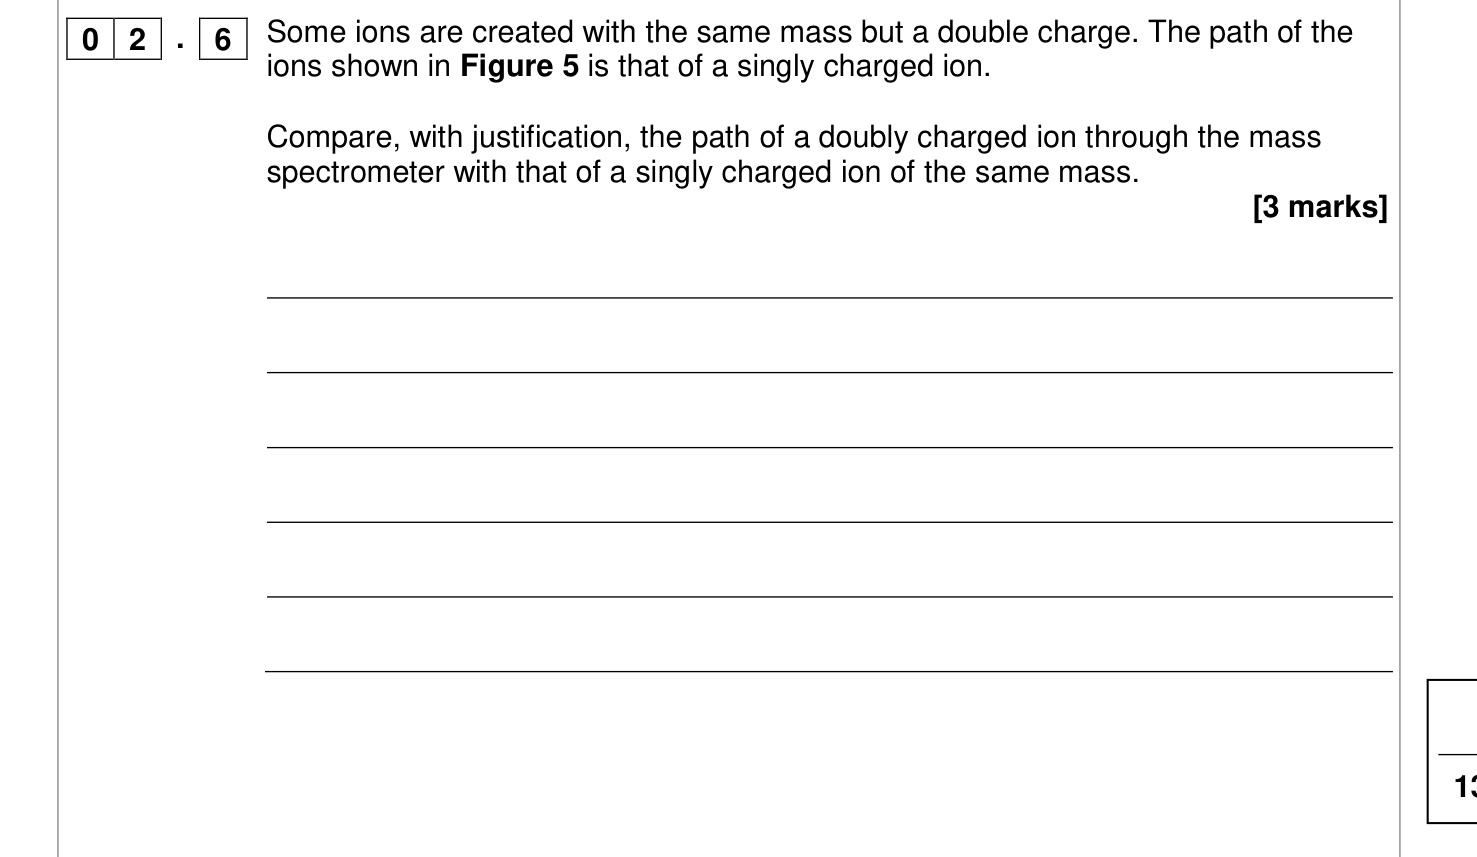 0 2 . 6 Some ions are created with the same mass but a double charge. The path of the
ions shown in Figure 5 is that of a singly charged ion.
Compare, with justification, the path of a doubly charged ion through the mass
spectrometer with that of a singly charged ion of the same mass.
[3 marks]